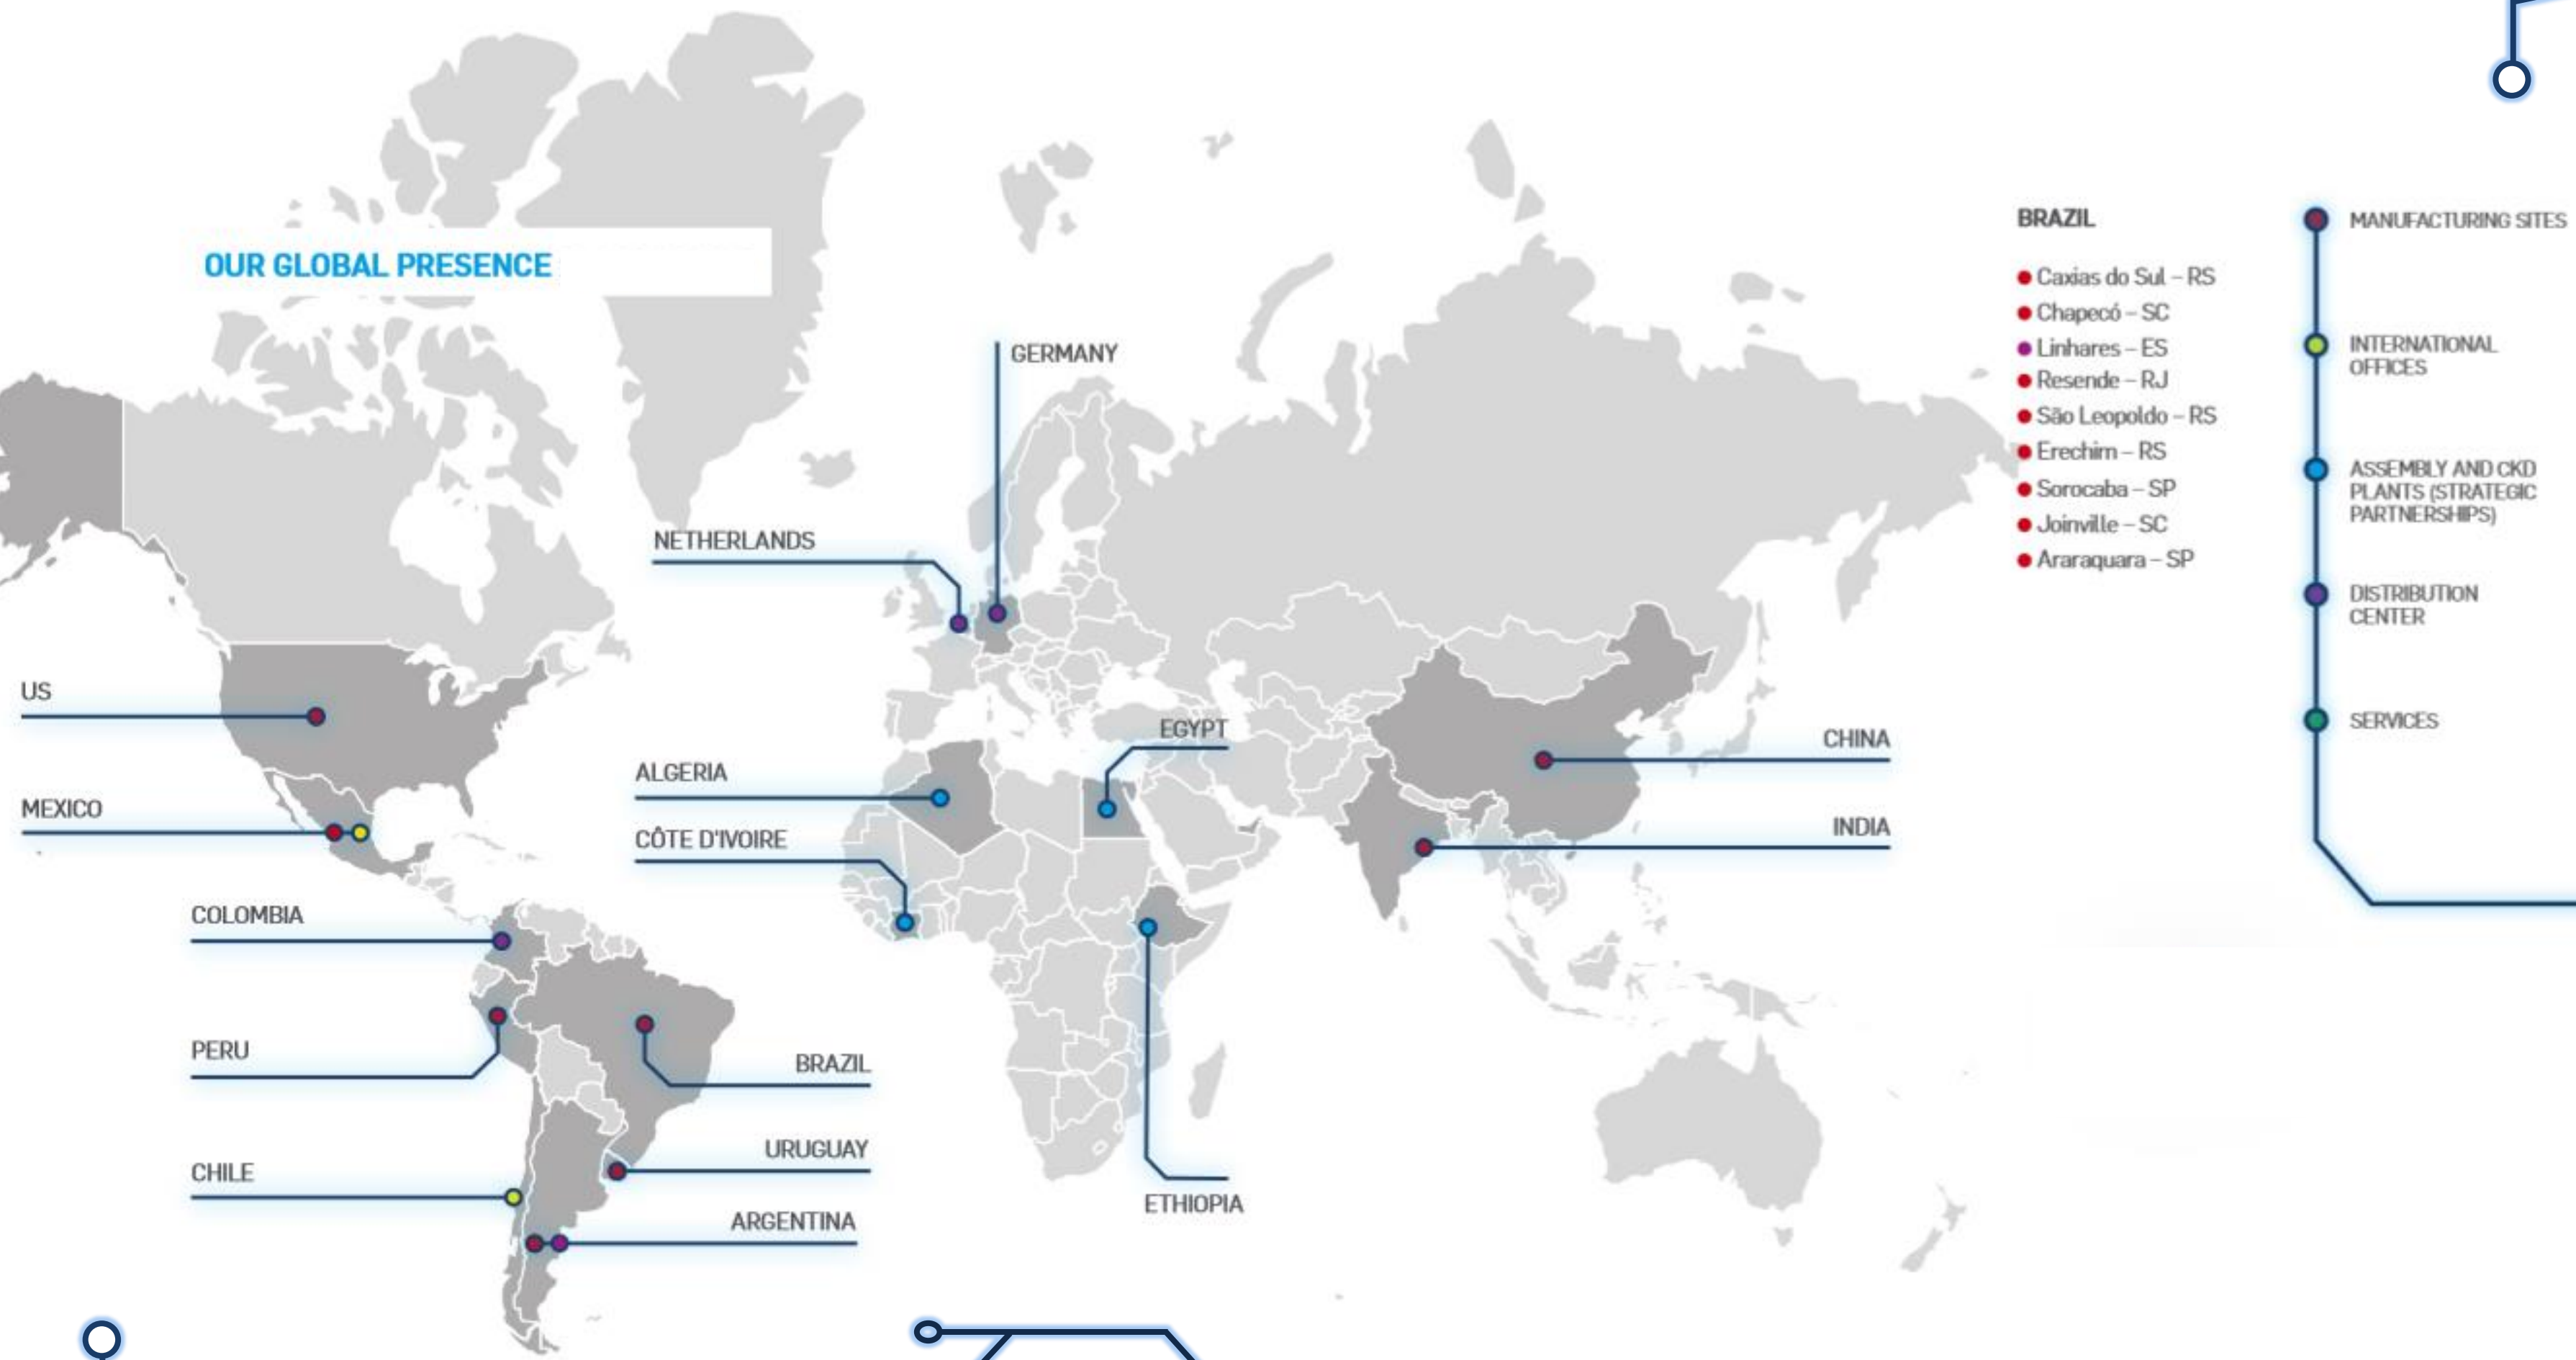 OUR GLOBAL PRESENCE
GERMANY
NETHERLANDS
US
MEXICO
ALGERIA
EGYPT
CÔTE D'IVOIRE
CHINA
INDIA
COLOMBIA
PERU
BRAZIL
URUGUAY
CHILE
ARGENTINA
ETHIOPIA
BRAZIL
Caxias do Sul – RS
Chapecó – SC
Linhares – ES
Resende – RJ
São Leopoldo – RS
Erechim – RS
Sorocaba – SP
Joinville – SC
Araraquara – SP
MANUFACTURING SITES
INTERNATIONAL
OFFICES
ASSEMBLY AND CKD
PLANTS (STRATEGIC
PARTNERSHIPS)
DISTRIBUTION
CENTER
SERVICES